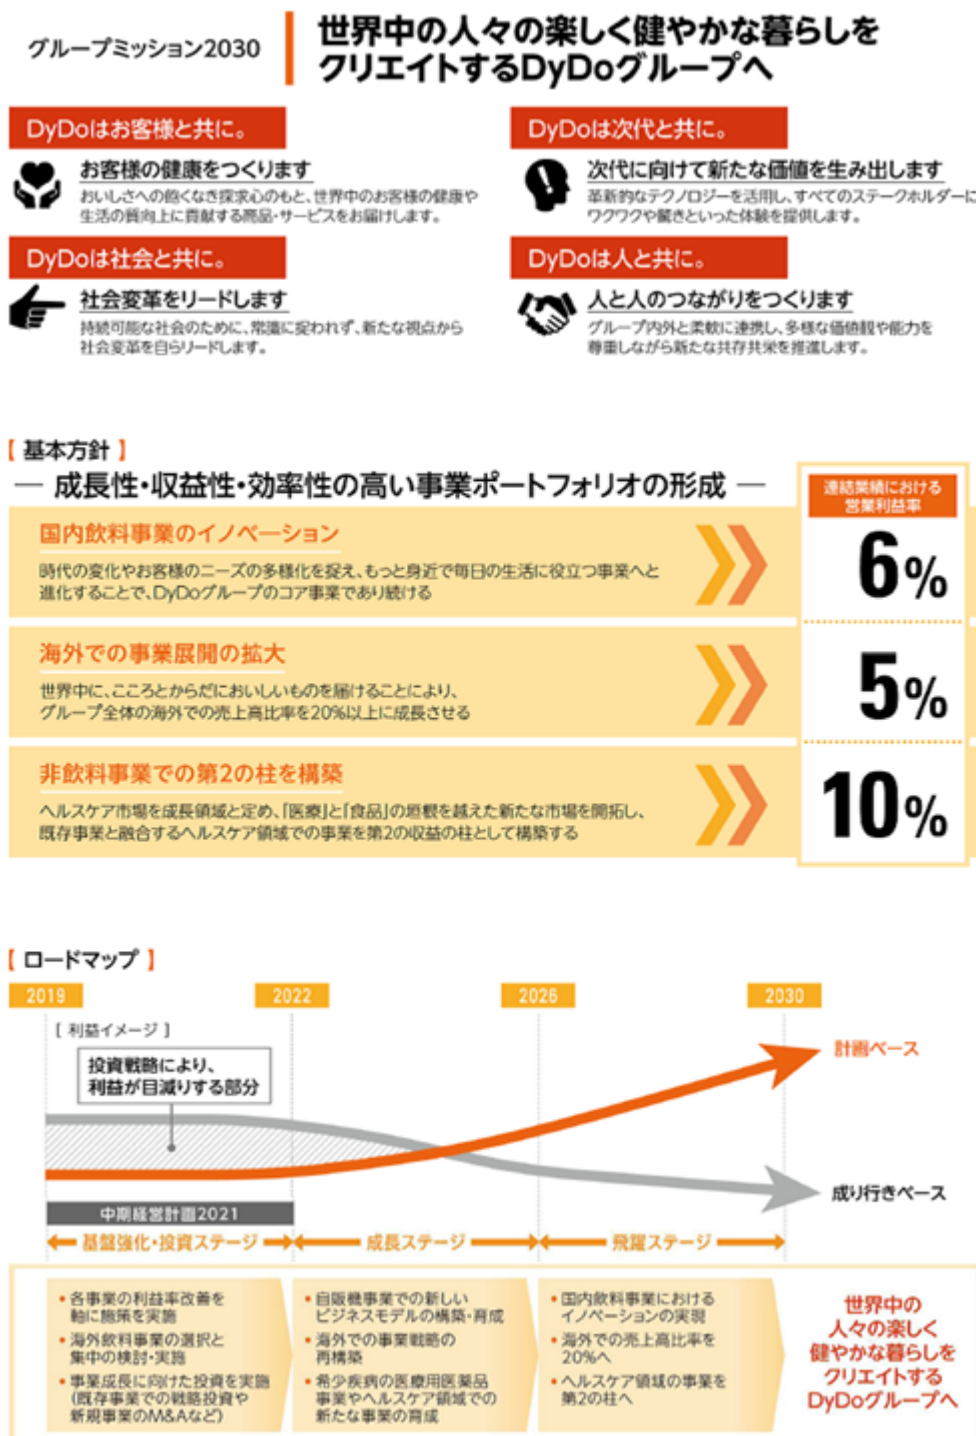 グループミッション2030
世界中の人々の楽しく健やかな暮らしを
クリエイトするDyDoグループへ
DyDoはお客様と共に。
お客様の健康をつくります
おいしさへの飽くなき探求心のもと、世界中のお客様の健康や
生活の質向上に貢献する商品・サービスをお届けします。
DyDoは次代と共に。
次代に向けて新たな価値を生み出します
革新的なテクノロジーを活用し、すべてのステークホルダーに
ワクワクや驚きといった体験を提供します。
DyDoは社会と共に。
社会変革をリードします
持続可能な社会のために、常識に捉われず、新たな視点から
社会変革を自らリードします。
DyDoは人と共に。
人と人のつながりをつくります
グループ内外と柔軟に連携し、多様な価値観や能力を
尊重しながら新たな共存共栄を推進します。
【 基本方針 】
― 成長性・収益性・効率性の高い事業ポートフォリオの形成 ―
連結業績における
営業利益率
国内飲料事業のイノベーション
時代の変化やお客様のニーズの多様化を捉え、もっと身近で毎日の生活に役立つ事業へと
進化することで、DyDoグループのコア事業であり続ける
6%
海外での事業展開の拡大
世界中に、こころとからだにおいしいものを届けることにより、
グループ全体の海外での売上高比率を20%以上に成長させる
5%
非飲料事業での第2の柱を構築
ヘルスケア市場を成長領域と定め、「医療」と「食品」の垣根を越えた新たな市場を開拓し、
既存事業と融合するヘルスケア領域での事業を第2の収益の柱として構築する
10%
【 ロードマップ 】
2019
2022
2026
2030
[ 利益イメージ ]
投資戦略により、
利益が目減りする部分
計画ベース
成り行きベース
中期経営計画2021
基盤強化・投資ステージ
成長ステージ
飛躍ステージ
• 各事業の利益率改善を
軸に施策を実施
• 海外飲料事業の選択と
集中の検討・実施
• 事業成長に向けた投資を実施
(既存事業での戦略投資や
新規事業のM&Aなど)
• 自販機事業での新しい
ビジネスモデルの構築・育成
• 海外での事業戦略の
再構築
• 希少疾病の医療用医薬品
事業やヘルスケア領域での
新たな事業の育成
• 国内飲料事業における
イノベーションの実現
• 海外での売上高比率を
20%へ
• ヘルスケア領域の事業を
第2の柱へ
世界中の
人々の楽しく
健やかな暮らしを
クリエイトする
DyDoグループへ